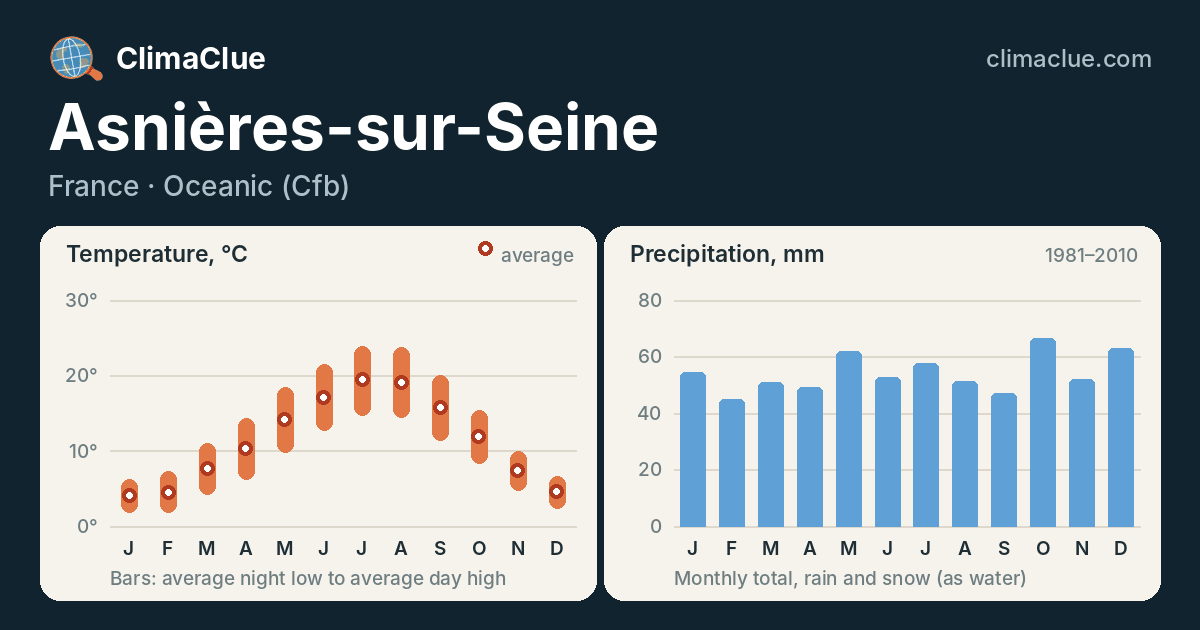 ClimaClue
climaclue.com
Asnières-sur-Seine
France · Oceanic (Cfb)
Temperature, °C
average
30°
20°
10°
0°
J F M A M J J A S O N D
Bars: average night low to average day high
Precipitation, mm
1981–2010
80
60
40
20
0
J F M A M J J A S O N D
Monthly total, rain and snow (as water)